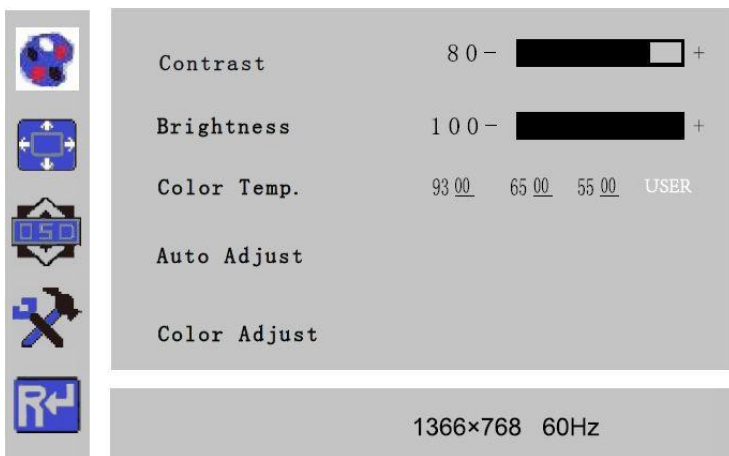 Contrast 80 - +
Brightness 100 - +
Color Temp. 9300 6500 5500 USER
Auto Adjust
OSD
Color Adjust
R
1366×768 60Hz